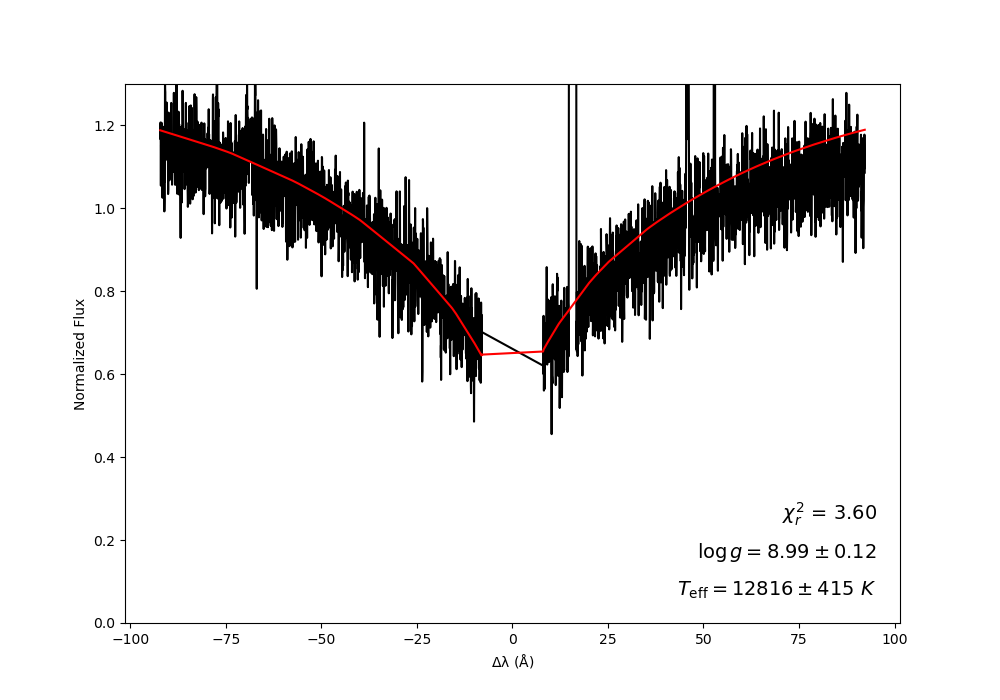 1.2
1.0
0.8
0.6
0.4
0.2
0.0
Normalized Flux
χ²ᵣ = 3.60
log g = 8.99 ± 0.12
T_eff = 12816 ± 415 K
−100 −75 −50 −25 0 25 50 75 100
Δλ (Å)